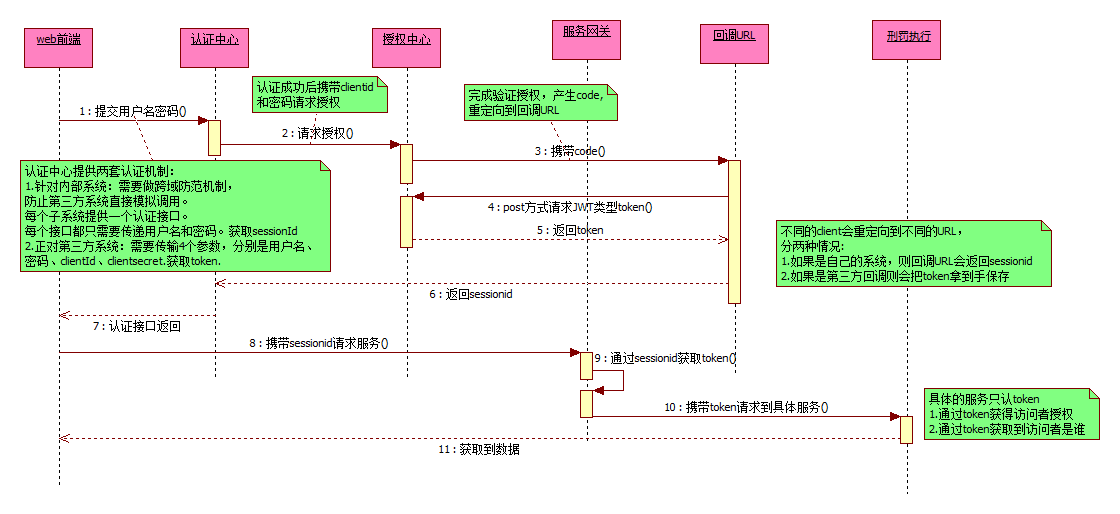 web前端
认证中心
授权中心
服务网关
回调URL
刑罚执行
认证成功后携带clientid
和密码请求授权
完成验证授权，产生code,
重定向到回调URL
1 : 提交用户名密码()
2 : 请求授权()
3 : 携带code()
认证中心提供两套认证机制：
1.针对内部系统：需要做跨域防范机制，
防止第三方系统直接模拟调用。
每个子系统提供一个认证接口。
每个接口都只需要传递用户名和密码。获取sessionId
2.正对第三方系统：需要传输4个参数，分别是用户名、
密码、clientId、clientsecret.获取token.
4 : post方式请求JWT类型token()
5 : 返回token
不同的client会重定向到不同的URL，
分两种情况:
1.如果是自己的系统，则回调URL会返回sessionid
2.如果是第三方回调则会把token拿到手保存
6 : 返回sessionid
7 : 认证接口返回
8 : 携带sessionid请求服务()
9 : 通过sessionid获取token()
10 : 携带token请求到具体服务()
具体的服务只认token
1.通过token获得访问者授权
2.通过token获取到访问者是谁
11 : 获取到数据